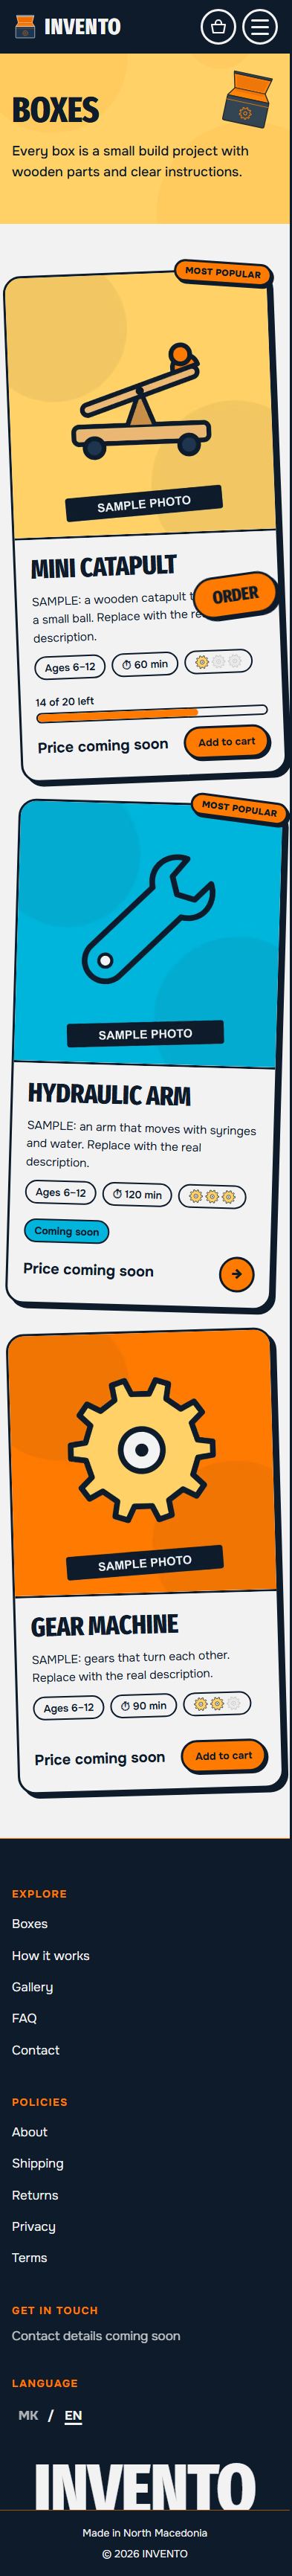 INVENTO
BOXES
Every box is a small build project with
wooden parts and clear instructions.
MOST POPULAR
SAMPLE PHOTO
MINI CATAPULT
SAMPLE: a wooden catapult
ORDER
a small ball. Replace with the
description.
Ages 6–12
60 min
14 of 20 left
Price coming soon
Add to cart
MOST POPULAR
SAMPLE PHOTO
HYDRAULIC ARM
SAMPLE: an arm that moves with syringes
and water. Replace with the real
description.
Ages 6–12
120 min
Coming soon
Price coming soon
SAMPLE PHOTO
GEAR MACHINE
SAMPLE: gears that turn each other.
Replace with the real description.
Ages 6–12
90 min
Price coming soon
Add to cart
EXPLORE
Boxes
How it works
Gallery
FAQ
Contact
POLICIES
About
Shipping
Returns
Privacy
Terms
GET IN TOUCH
Contact details coming soon
LANGUAGE
MK / EN
INVENTO
Made in North Macedonia
© 2026 INVENTO